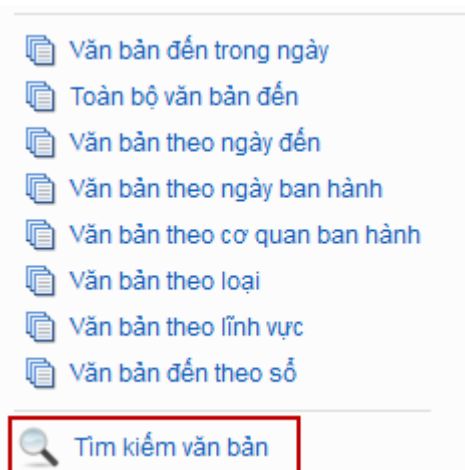 Văn bản đến trong ngày
Toàn bộ văn bản đến
Văn bản theo ngày đến
Văn bản theo ngày ban hành
Văn bản theo cơ quan ban hành
Văn bản theo loại
Văn bản theo lĩnh vực
Văn bản đến theo sổ
Tìm kiếm văn bản